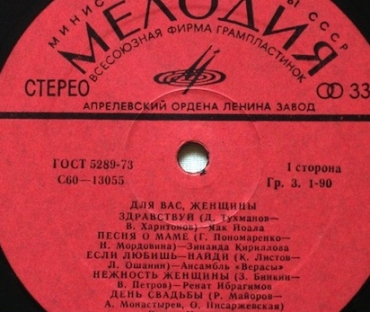 МИНИС
Ы СССР
МЕЛОДИЯ
ВСЕСОЮЗНАЯ ФИРМА ГРАМПЛАСТИНОК
СТЕРЕО
33
АПРЕЛЕВСКИЙ ОРДЕНА ЛЕНИНА ЗАВОД
ГОСТ 5289-73
С60—13055
1 сторона
Гр. 3. 1-90
ДЛЯ ВАС, ЖЕНЩИНЫ
ЗДРАВСТВУЙ (Д. Тухманов—
В. Харитонов)—Яак Йоала
ПЕСНЯ О МАМЕ (Г. Пономаренко—
И. Мордовина)—Зинаида Кириллова
ЕСЛИ ЛЮБИШЬ—НАЙДИ (К. Листов—
Л. Ошанин)—Ансамбль «Верасы»
НЕЖНОСТЬ ЖЕНЩИНЫ (З. Бинкин—
В. Петров)—Ренат Ибрагимов
ДЕНЬ СВАДЬБЫ (Р. Майоров—
А. Монастырев, О. Писаржевская)